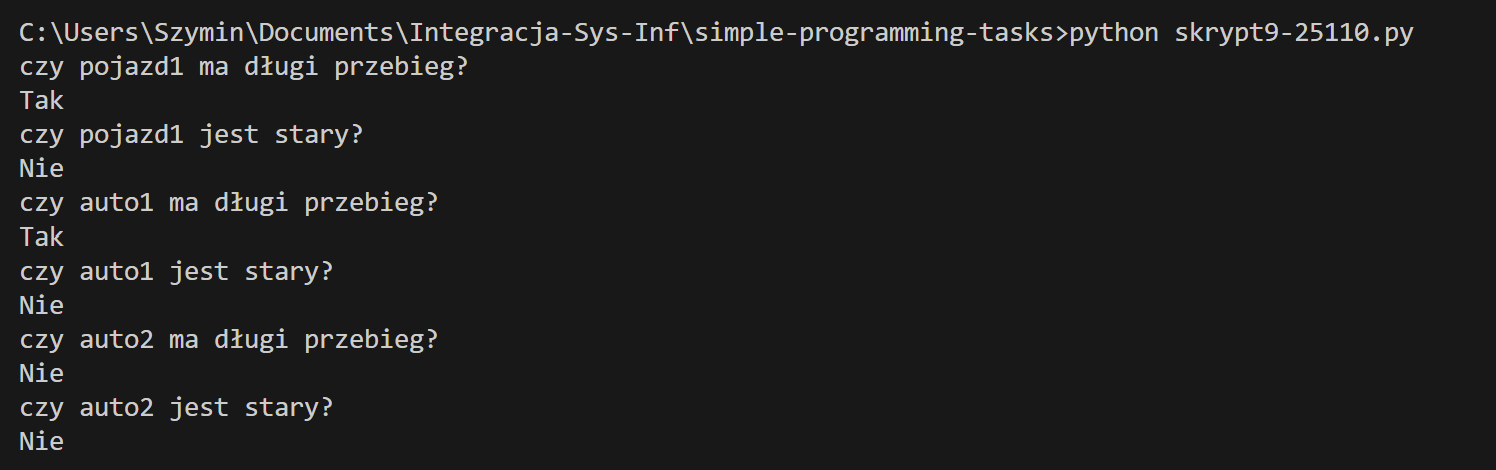 C:\Users\Szymin\Documents\Integracja-Sys-Inf\simple-programming-tasks>python skrypt9-25110.py
czy pojazd1 ma długi przebieg?
Tak
czy pojazd1 jest stary?
Nie
czy auto1 ma długi przebieg?
Tak
czy auto1 jest stary?
Nie
czy auto2 ma długi przebieg?
Nie
czy auto2 jest stary?
Nie